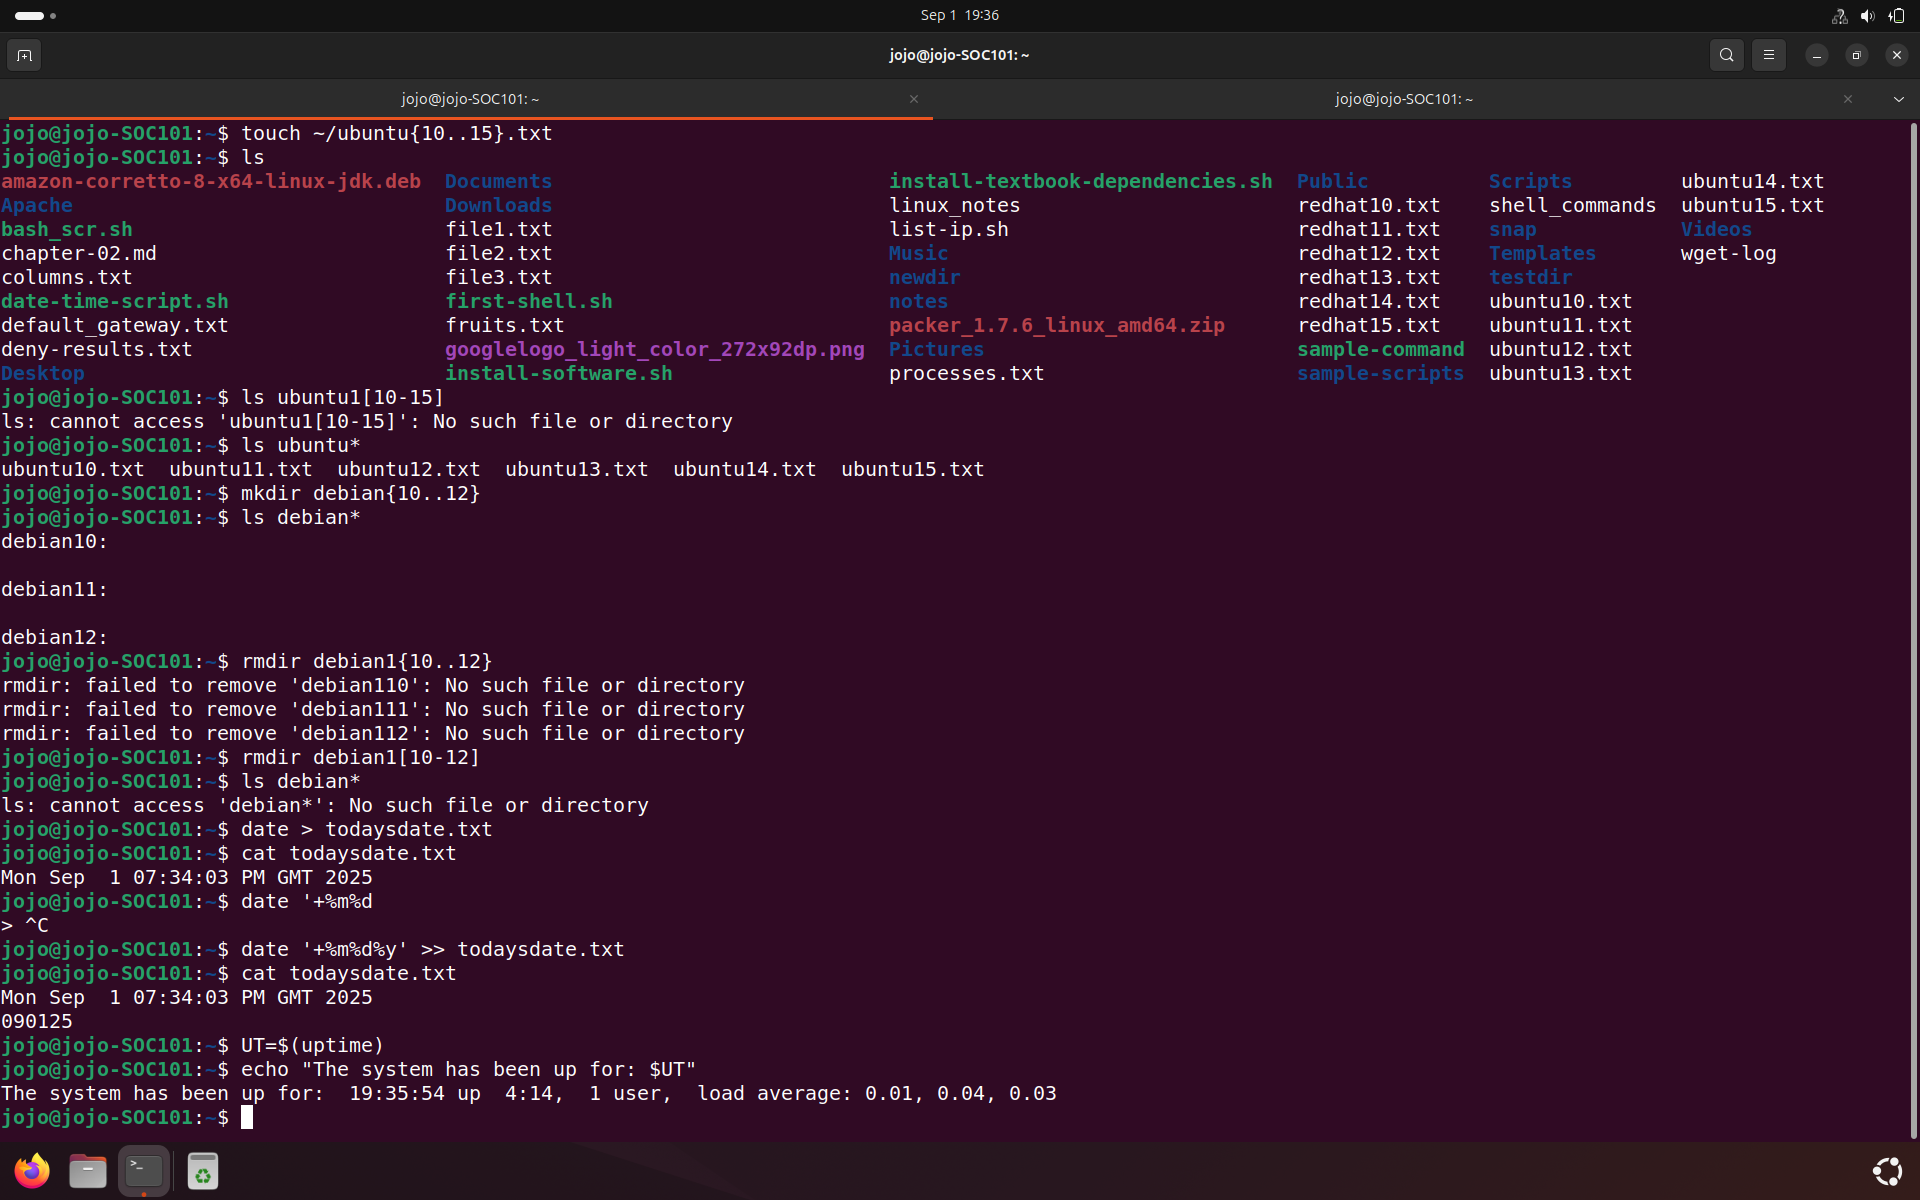 Sep 1  19:36
jojo@jojo-SOC101: ~
jojo@jojo-SOC101: ~
jojo@jojo-SOC101: ~
jojo@jojo-SOC101:~$ touch ~/ubuntu{10..15}.txt
jojo@jojo-SOC101:~$ ls
amazon-corretto-8-x64-linux-jdk.deb  Documents                            install-textbook-dependencies.sh  Public          Scripts         ubuntu14.txt
Apache                               Downloads                            linux_notes                       redhat10.txt    shell_commands  ubuntu15.txt
bash_scr.sh                          file1.txt                            list-ip.sh                        redhat11.txt    snap            Videos
chapter-02.md                        file2.txt                            Music                             redhat12.txt    Templates       wget-log
columns.txt                          file3.txt                            newdir                            redhat13.txt    testdir
date-time-script.sh                  first-shell.sh                       notes                             redhat14.txt    ubuntu10.txt
default_gateway.txt                  fruits.txt                           packer_1.7.6_linux_amd64.zip      redhat15.txt    ubuntu11.txt
deny-results.txt                     googlelogo_light_color_272x92dp.png  Pictures                          sample-command  ubuntu12.txt
Desktop                              install-software.sh                  processes.txt                     sample-scripts  ubuntu13.txt
jojo@jojo-SOC101:~$ ls ubuntu1[10-15]
ls: cannot access 'ubuntu1[10-15]': No such file or directory
jojo@jojo-SOC101:~$ ls ubuntu*
ubuntu10.txt  ubuntu11.txt  ubuntu12.txt  ubuntu13.txt  ubuntu14.txt  ubuntu15.txt
jojo@jojo-SOC101:~$ mkdir debian{10..12}
jojo@jojo-SOC101:~$ ls debian*
debian10:
debian11:
debian12:
jojo@jojo-SOC101:~$ rmdir debian1{10..12}
rmdir: failed to remove 'debian110': No such file or directory
rmdir: failed to remove 'debian111': No such file or directory
rmdir: failed to remove 'debian112': No such file or directory
jojo@jojo-SOC101:~$ rmdir debian1[10-12]
jojo@jojo-SOC101:~$ ls debian*
ls: cannot access 'debian*': No such file or directory
jojo@jojo-SOC101:~$ date > todaysdate.txt
jojo@jojo-SOC101:~$ cat todaysdate.txt
Mon Sep  1 07:34:03 PM GMT 2025
jojo@jojo-SOC101:~$ date '+%m%d
> ^C
jojo@jojo-SOC101:~$ date '+%m%d%y' >> todaysdate.txt
jojo@jojo-SOC101:~$ cat todaysdate.txt
Mon Sep  1 07:34:03 PM GMT 2025
090125
jojo@jojo-SOC101:~$ UT=$(uptime)
jojo@jojo-SOC101:~$ echo "The system has been up for: $UT"
The system has been up for:  19:35:54 up  4:14,  1 user,  load average: 0.01, 0.04, 0.03
jojo@jojo-SOC101:~$